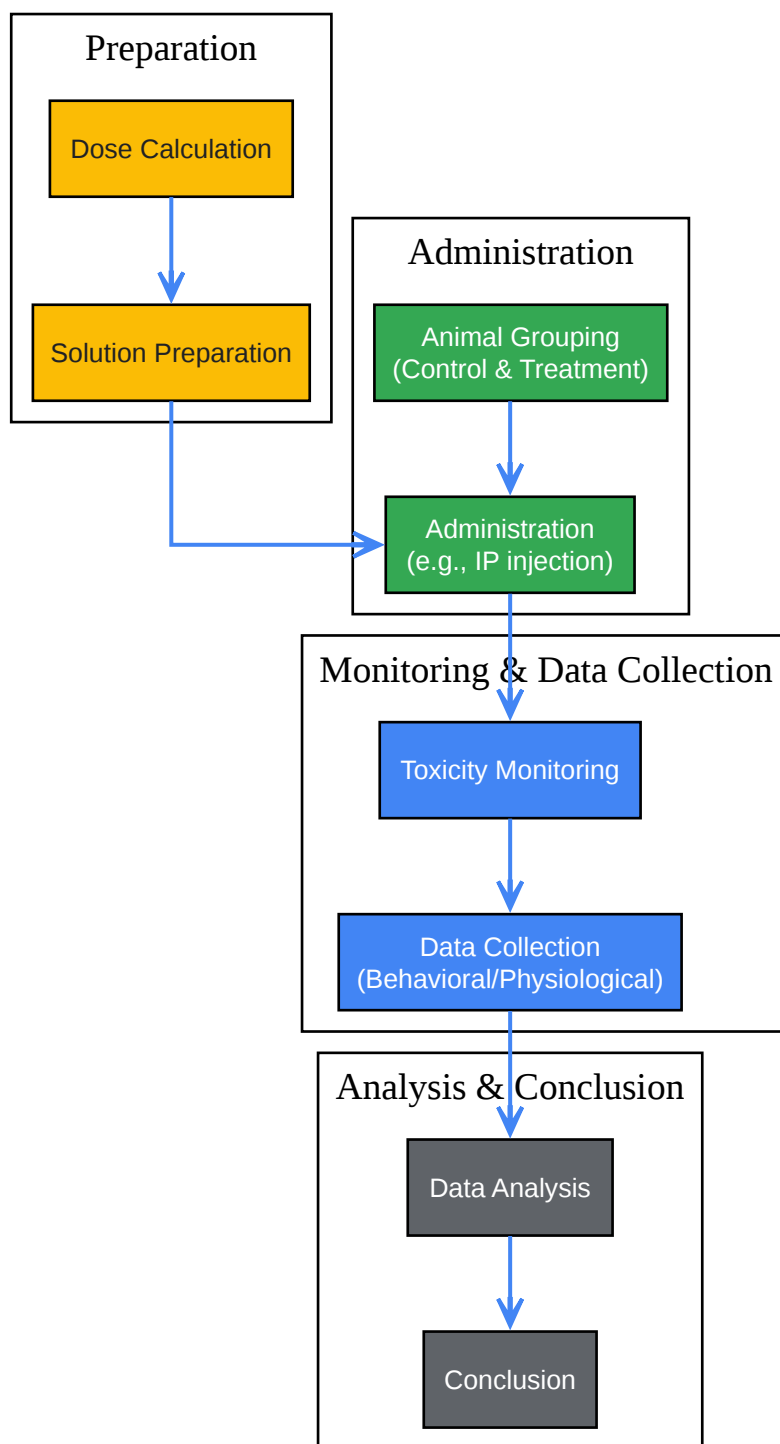 Preparation
Dose Calculation
Solution Preparation
Administration
Animal Grouping
(Control & Treatment)
Administration
(e.g., IP injection)
Monitoring & Data Collection
Toxicity Monitoring
Data Collection
(Behavioral/Physiological)
Analysis & Conclusion
Data Analysis
Conclusion